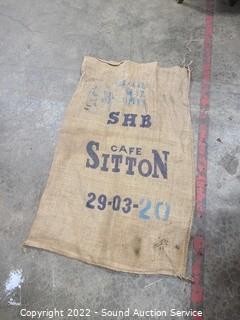 SHB
CAFE
SITTON
29-03-20
Copyright 2022 - Sound Auction Service